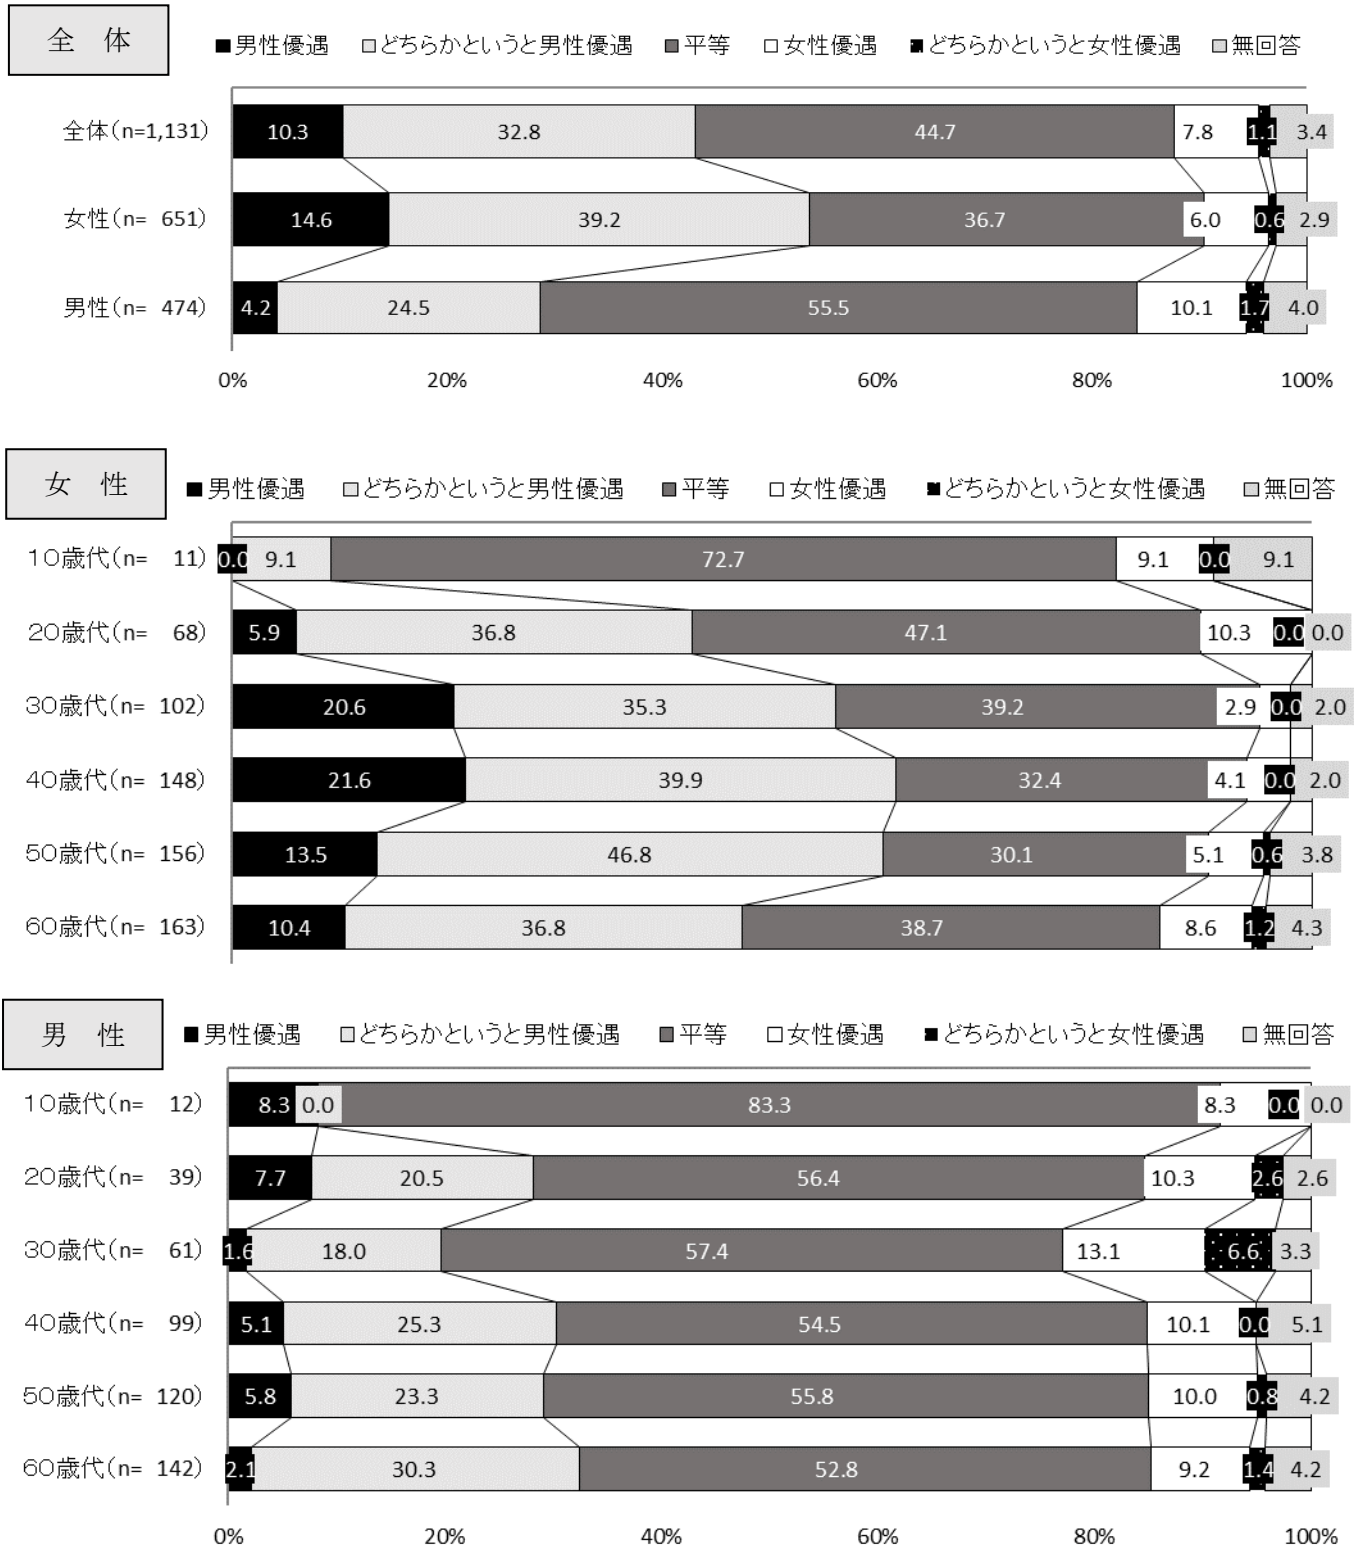 全 体
■男性優遇 □どちらかというと男性優遇 ■平等 □女性優遇 ■どちらかというと女性優遇 □無回答
全体(n=1,131) 10.3 32.8 44.7 7.8 1.1 3.4
女性(n= 651) 14.6 39.2 36.7 6.0 0.6 2.9
男性(n= 474) 4.2 24.5 55.5 10.1 1.7 4.0
0% 20% 40% 60% 80% 100%
女 性
■男性優遇 □どちらかというと男性優遇 ■平等 □女性優遇 ■どちらかというと女性優遇 □無回答
10歳代(n= 11) 0.0 9.1 72.7 9.1 0.0 9.1
20歳代(n= 68) 5.9 36.8 47.1 10.3 0.0 0.0
30歳代(n= 102) 20.6 35.3 39.2 2.9 0.0 2.0
40歳代(n= 148) 21.6 39.9 32.4 4.1 0.0 2.0
50歳代(n= 156) 13.5 46.8 30.1 5.1 0.6 3.8
60歳代(n= 163) 10.4 36.8 38.7 8.6 1.2 4.3
男 性
■男性優遇 □どちらかというと男性優遇 ■平等 □女性優遇 ■どちらかというと女性優遇 □無回答
10歳代(n= 12) 8.3 0.0 83.3 8.3 0.0 0.0
20歳代(n= 39) 7.7 20.5 56.4 10.3 2.6 2.6
30歳代(n= 61) 1.6 18.0 57.4 13.1 6.6 3.3
40歳代(n= 99) 5.1 25.3 54.5 10.1 0.0 5.1
50歳代(n= 120) 5.8 23.3 55.8 10.0 0.8 4.2
60歳代(n= 142) 2.1 30.3 52.8 9.2 1.4 4.2
0% 20% 40% 60% 80% 100%